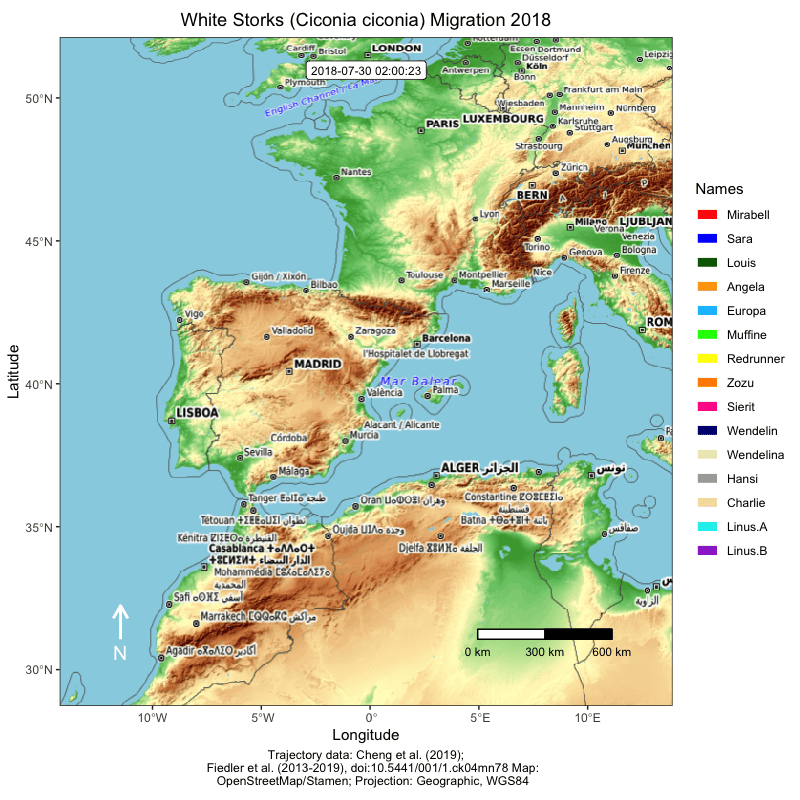 White Storks (Ciconia ciconia) Migration 2018
2018-07-30 02:00:23
Cardiff
Bristol
LONDON
Plymouth
English Channel / La Ma
Rotterdam
Antwerpen
Essen Dortmund
Düsseldorf
Köln
Bonn
Leipzig
Frankfurt am Main
Wiesbaden
Mannheim
Nürnberg
LUXEMBOURG
Karlsruhe
Stuttgart
PARIS
Strasbourg
Augsburg
München
Nantes
Zürich
BERN
Lyon
Milano
LJUBLJAN
Verona
Venezia
Torino
Bologna
Genova
Toulouse
Montpellier
Nice
Firenze
Marseille
Gijón / Xixón
Bilbao
Vigo
ROM
Valladolid
Zaragoza
Barcelona
l'Hospitalet de Llobregat
MADRID
Mar Balear
Palma
València
LISBOA
Alacant / Alicante
Córdoba
Murcia
Sevilla
Málaga
ALGER الجزائر
تونس
Tanger ⵟⴰⵏⵊⴰ طنجة
Oran ⵡⴻⵀⵔⴰⵏ وهران
Constantine
قسنطينة
Tétouan تطوان
Oujda ⵡⵓⵊⴷⴰ وجدة
Batna باتنة
صفاقس
Kénitra القنيطرة
Djelfa الجلفة
Casablanca
الدار البيضاء
Mohammédia
المحمدية
Safi ⴰⵙⴼⵉ آسفي
الزوية
Marrakech مراكش
Agadir ⴰⴳⴰⴷⵉⵔ أكادير
N
0 km 300 km 600 km
50°N
45°N
40°N
35°N
30°N
10°W 5°W 0° 5°E 10°E
Latitude
Longitude
Names
Mirabell
Sara
Louis
Angela
Europa
Muffine
Redrunner
Zozu
Sierit
Wendelin
Wendelina
Hansi
Charlie
Linus.A
Linus.B
Trajectory data: Cheng et al. (2019);
Fiedler et al. (2013-2019), doi:10.5441/001/1.ck04mn78 Map:
OpenStreetMap/Stamen; Projection: Geographic, WGS84